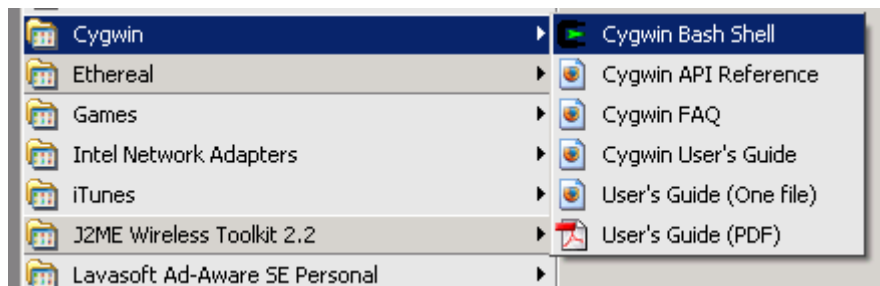 Cygwin
Ethereal
Games
Intel Network Adapters
iTunes
J2ME Wireless Toolkit 2.2
Lavasoft Ad-Aware SE Personal
Cygwin Bash Shell
Cygwin API Reference
Cygwin FAQ
Cygwin User's Guide
User's Guide (One file)
User's Guide (PDF)